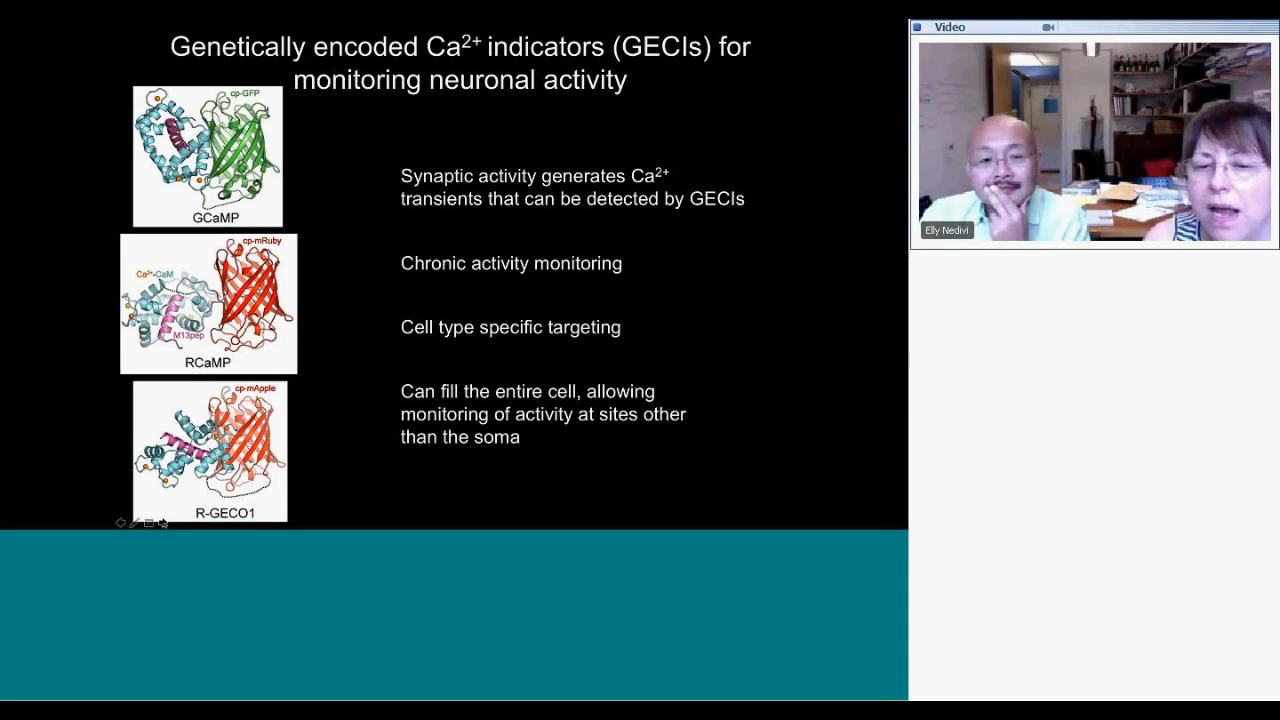 Genetically encoded Ca²⁺ indicators (GECIs) for
monitoring neuronal activity
cp-GFP
GCaMP
cp-mRuby
Ca²⁺-CaM
M13pep
RCaMP
cp-mApple
R-GECO1
Synaptic activity generates Ca²⁺
transients that can be detected by GECIs
Chronic activity monitoring
Cell type specific targeting
Can fill the entire cell, allowing
monitoring of activity at sites other
than the soma
Video
Elly Nedivi